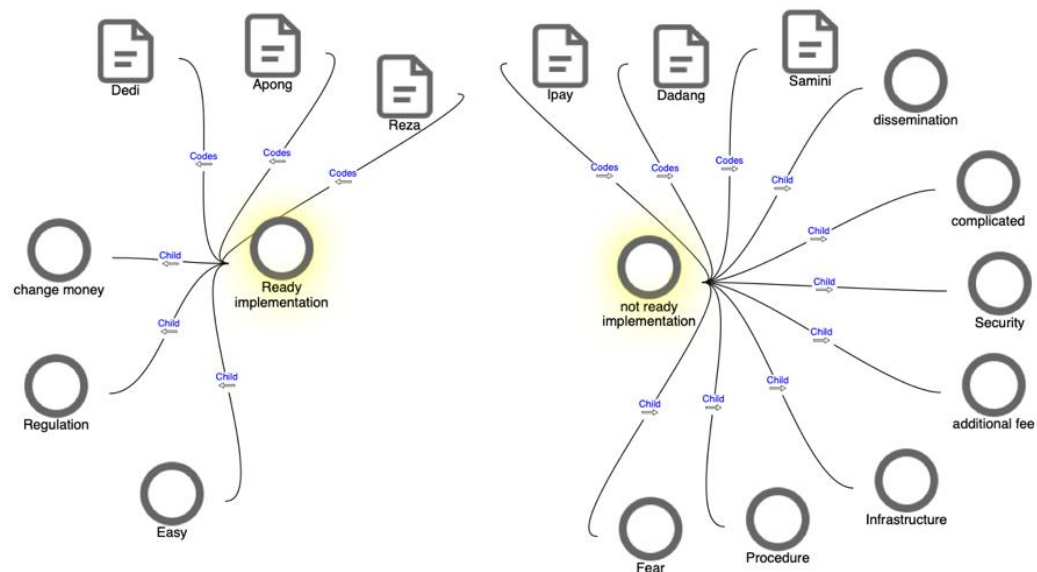 Dedi
Apong
Reza
Codes
Codes
Codes
change money
Child
Ready
implementation
Child
Regulation
Child
Easy
Ipay
Dadang
Samini
dissemination
Codes
Codes
Codes
Child
complicated
Child
not ready
implementation
Child
Security
Child
additional fee
Child
Child
Child
Infrastructure
Procedure
Fear